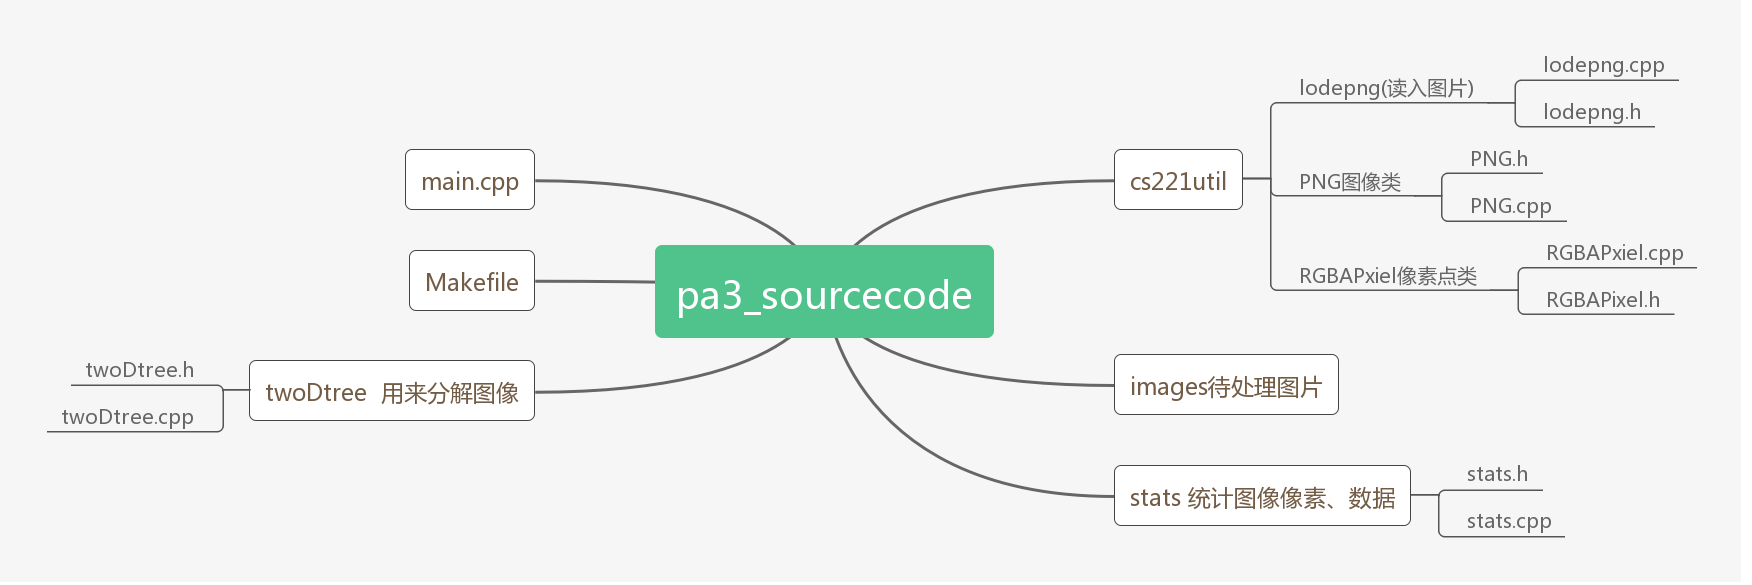 pa3_sourcecode
main.cpp
Makefile
twoDtree 用来分解图像
twoDtree.h
twoDtree.cpp
cs221util
lodepng(读入图片)
lodepng.cpp
lodepng.h
PNG图像类
PNG.h
PNG.cpp
RGBAPxiel像素点类
RGBAPxiel.cpp
RGBAPixel.h
images待处理图片
stats 统计图像像素、数据
stats.h
stats.cpp